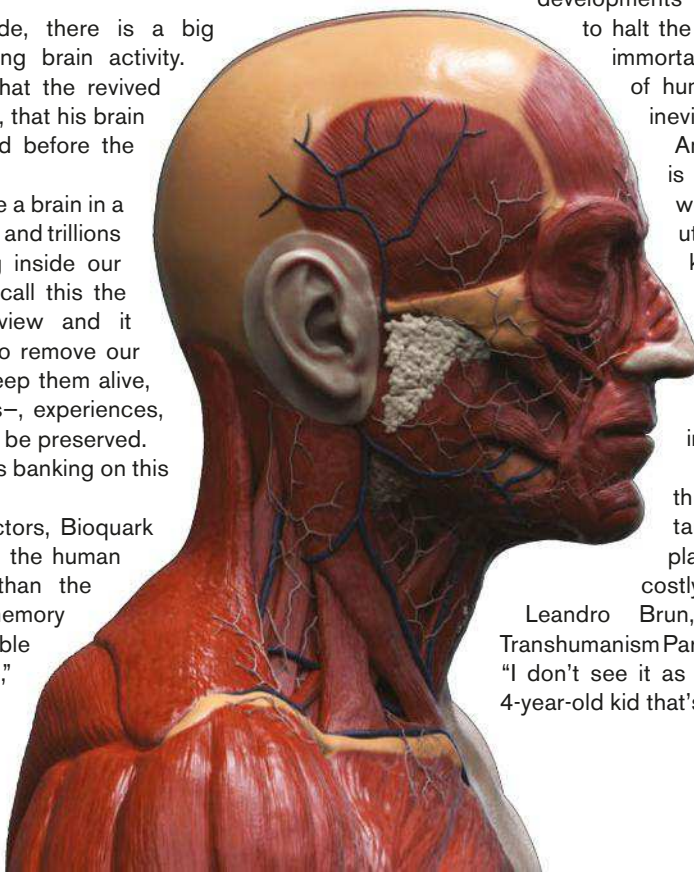 de, there is a big
ng brain activity.
hat the revived
, that his brain
d before the
e a brain in a
and trillions
g inside our
call this the
view and it
o remove our
eep them alive,
s–, experiences,
be preserved.
s banking on this
ctors, Bioquark
the human
than the
memory
ble
,”
developments
to halt the
immorta
of hum
inevi
Ar
is
w
ut
k
in
th
ta
pla
costly
Leandro Brun,
Transhumanism Par
“I don't see it as
4-year-old kid that's